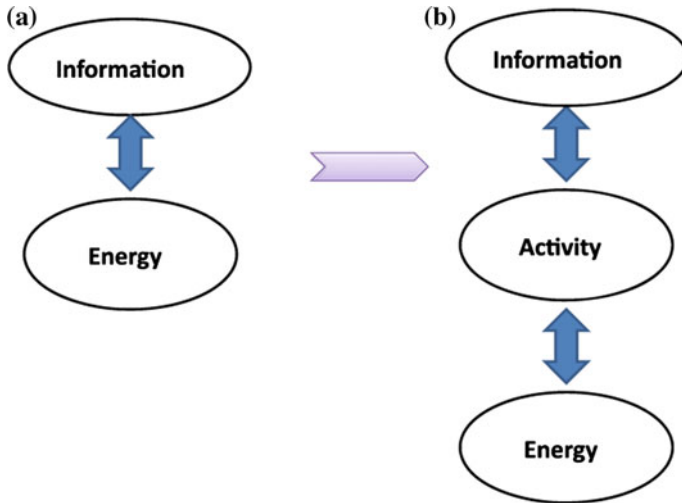 (a)
Information
Energy
(b)
Information
Activity
Energy